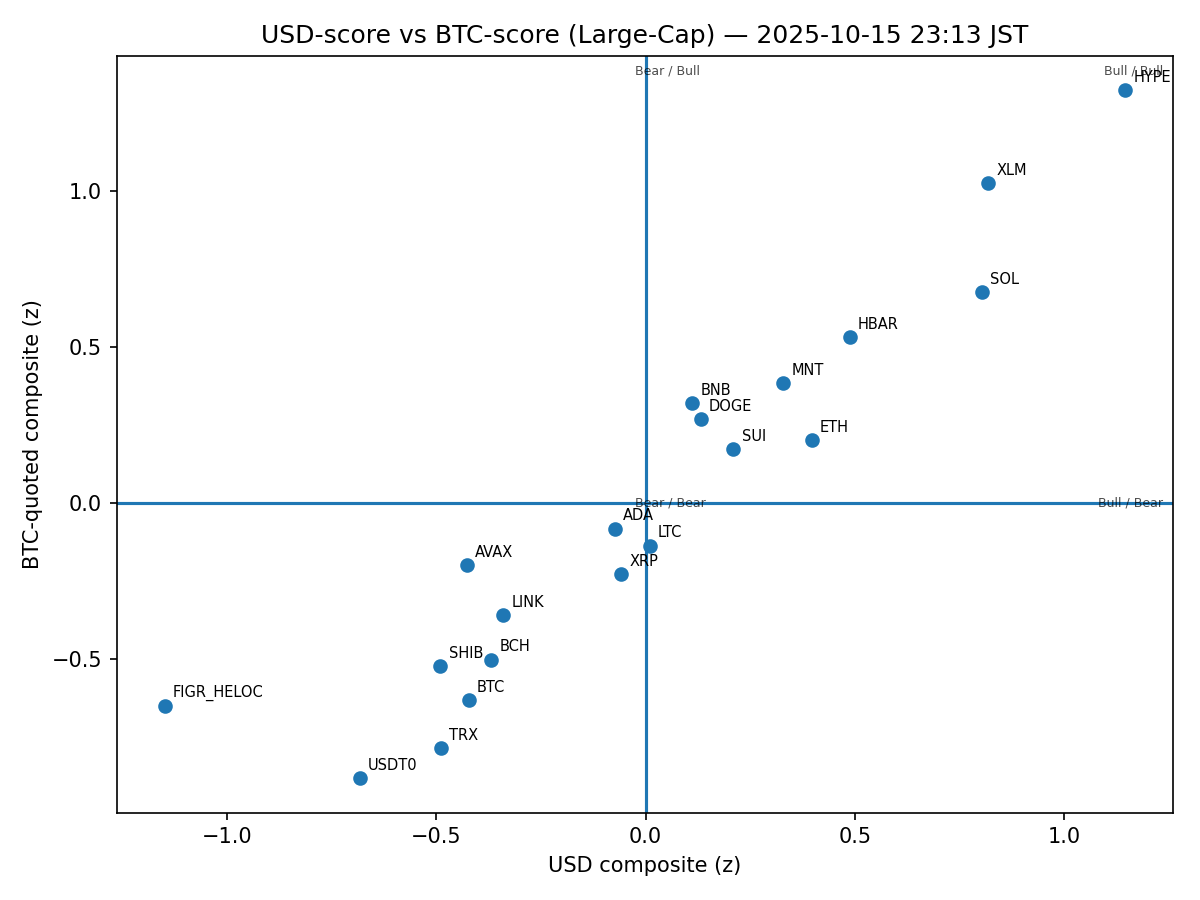 USD-score vs BTC-score (Large-Cap) — 2025-10-15 23:13 JST
Bear / Bull
Bull / Bull
HYPE
XLM
1.0
SOL
HBAR
0.5
MNT
BNB
DOGE
ETH
SUI
0.0
Bear / Bear
Bull / Bear
ADA
LTC
AVAX
XRP
LINK
BCH
SHIB
−0.5
BTC
FIGR_HELOC
TRX
USDT0
BTC-quoted composite (z)
−1.0
−0.5
0.0
0.5
1.0
USD composite (z)